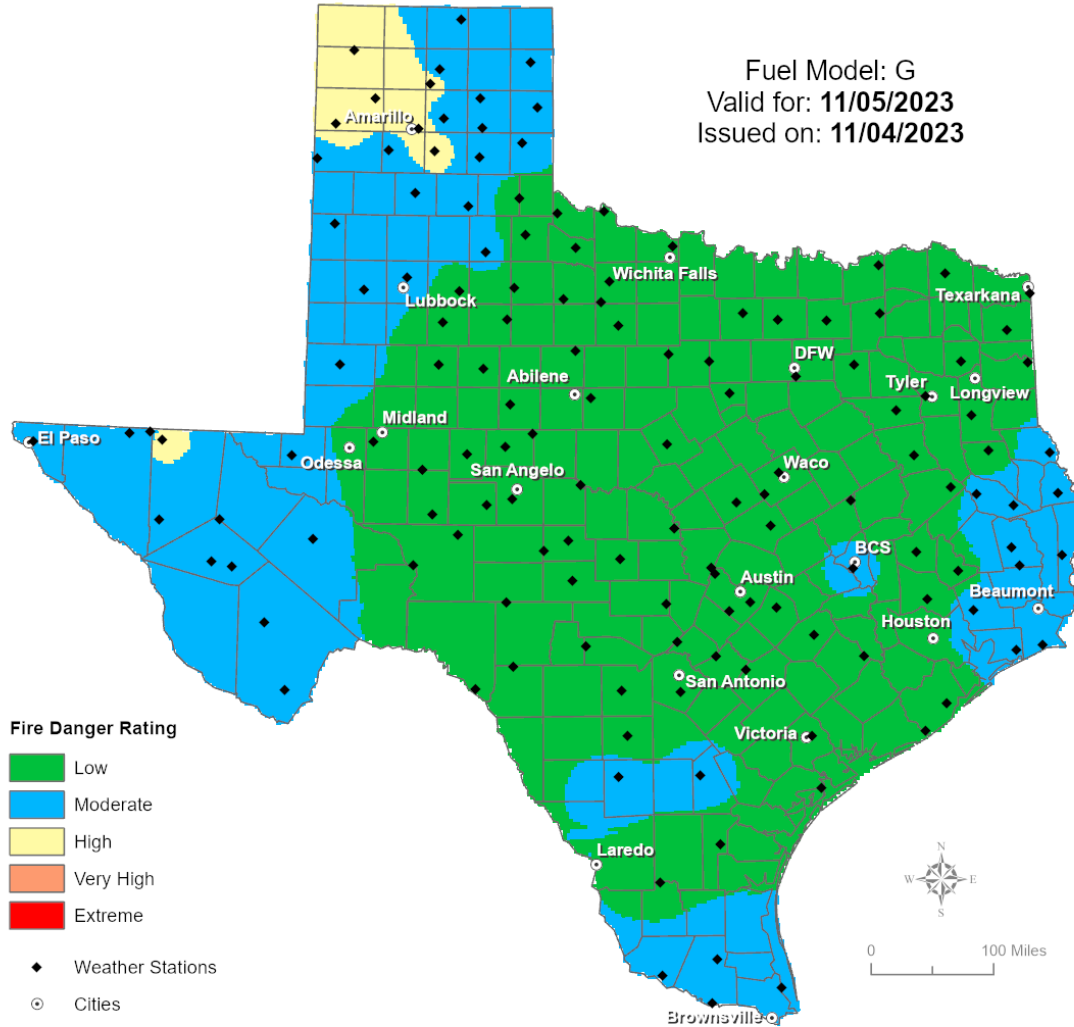 Fuel Model: G
Valid for: 11/05/2023
Issued on: 11/04/2023
Amarillo
Wichita Falls
Lubbock
Texarkana
DFW
Abilene
Tyler
Longview
Midland
El Paso
Odessa
Waco
San Angelo
BCS
Austin
Beaumont
Houston
San Antonio
Victoria
Laredo
Brownsville
Fire Danger Rating
Low
Moderate
High
Very High
Extreme
Weather Stations
Cities
N
W E
S
0 100 Miles